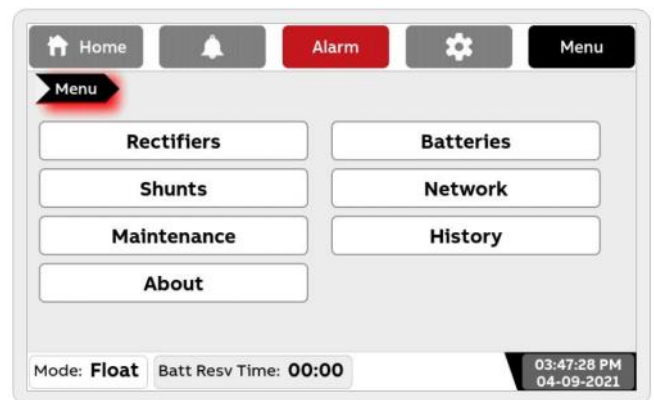 Home
Alarm
Menu
Menu
Rectifiers
Batteries
Shunts
Network
Maintenance
History
About
Mode: Float
Batt Resv Time: 00:00
03:47:28 PM
04-09-2021